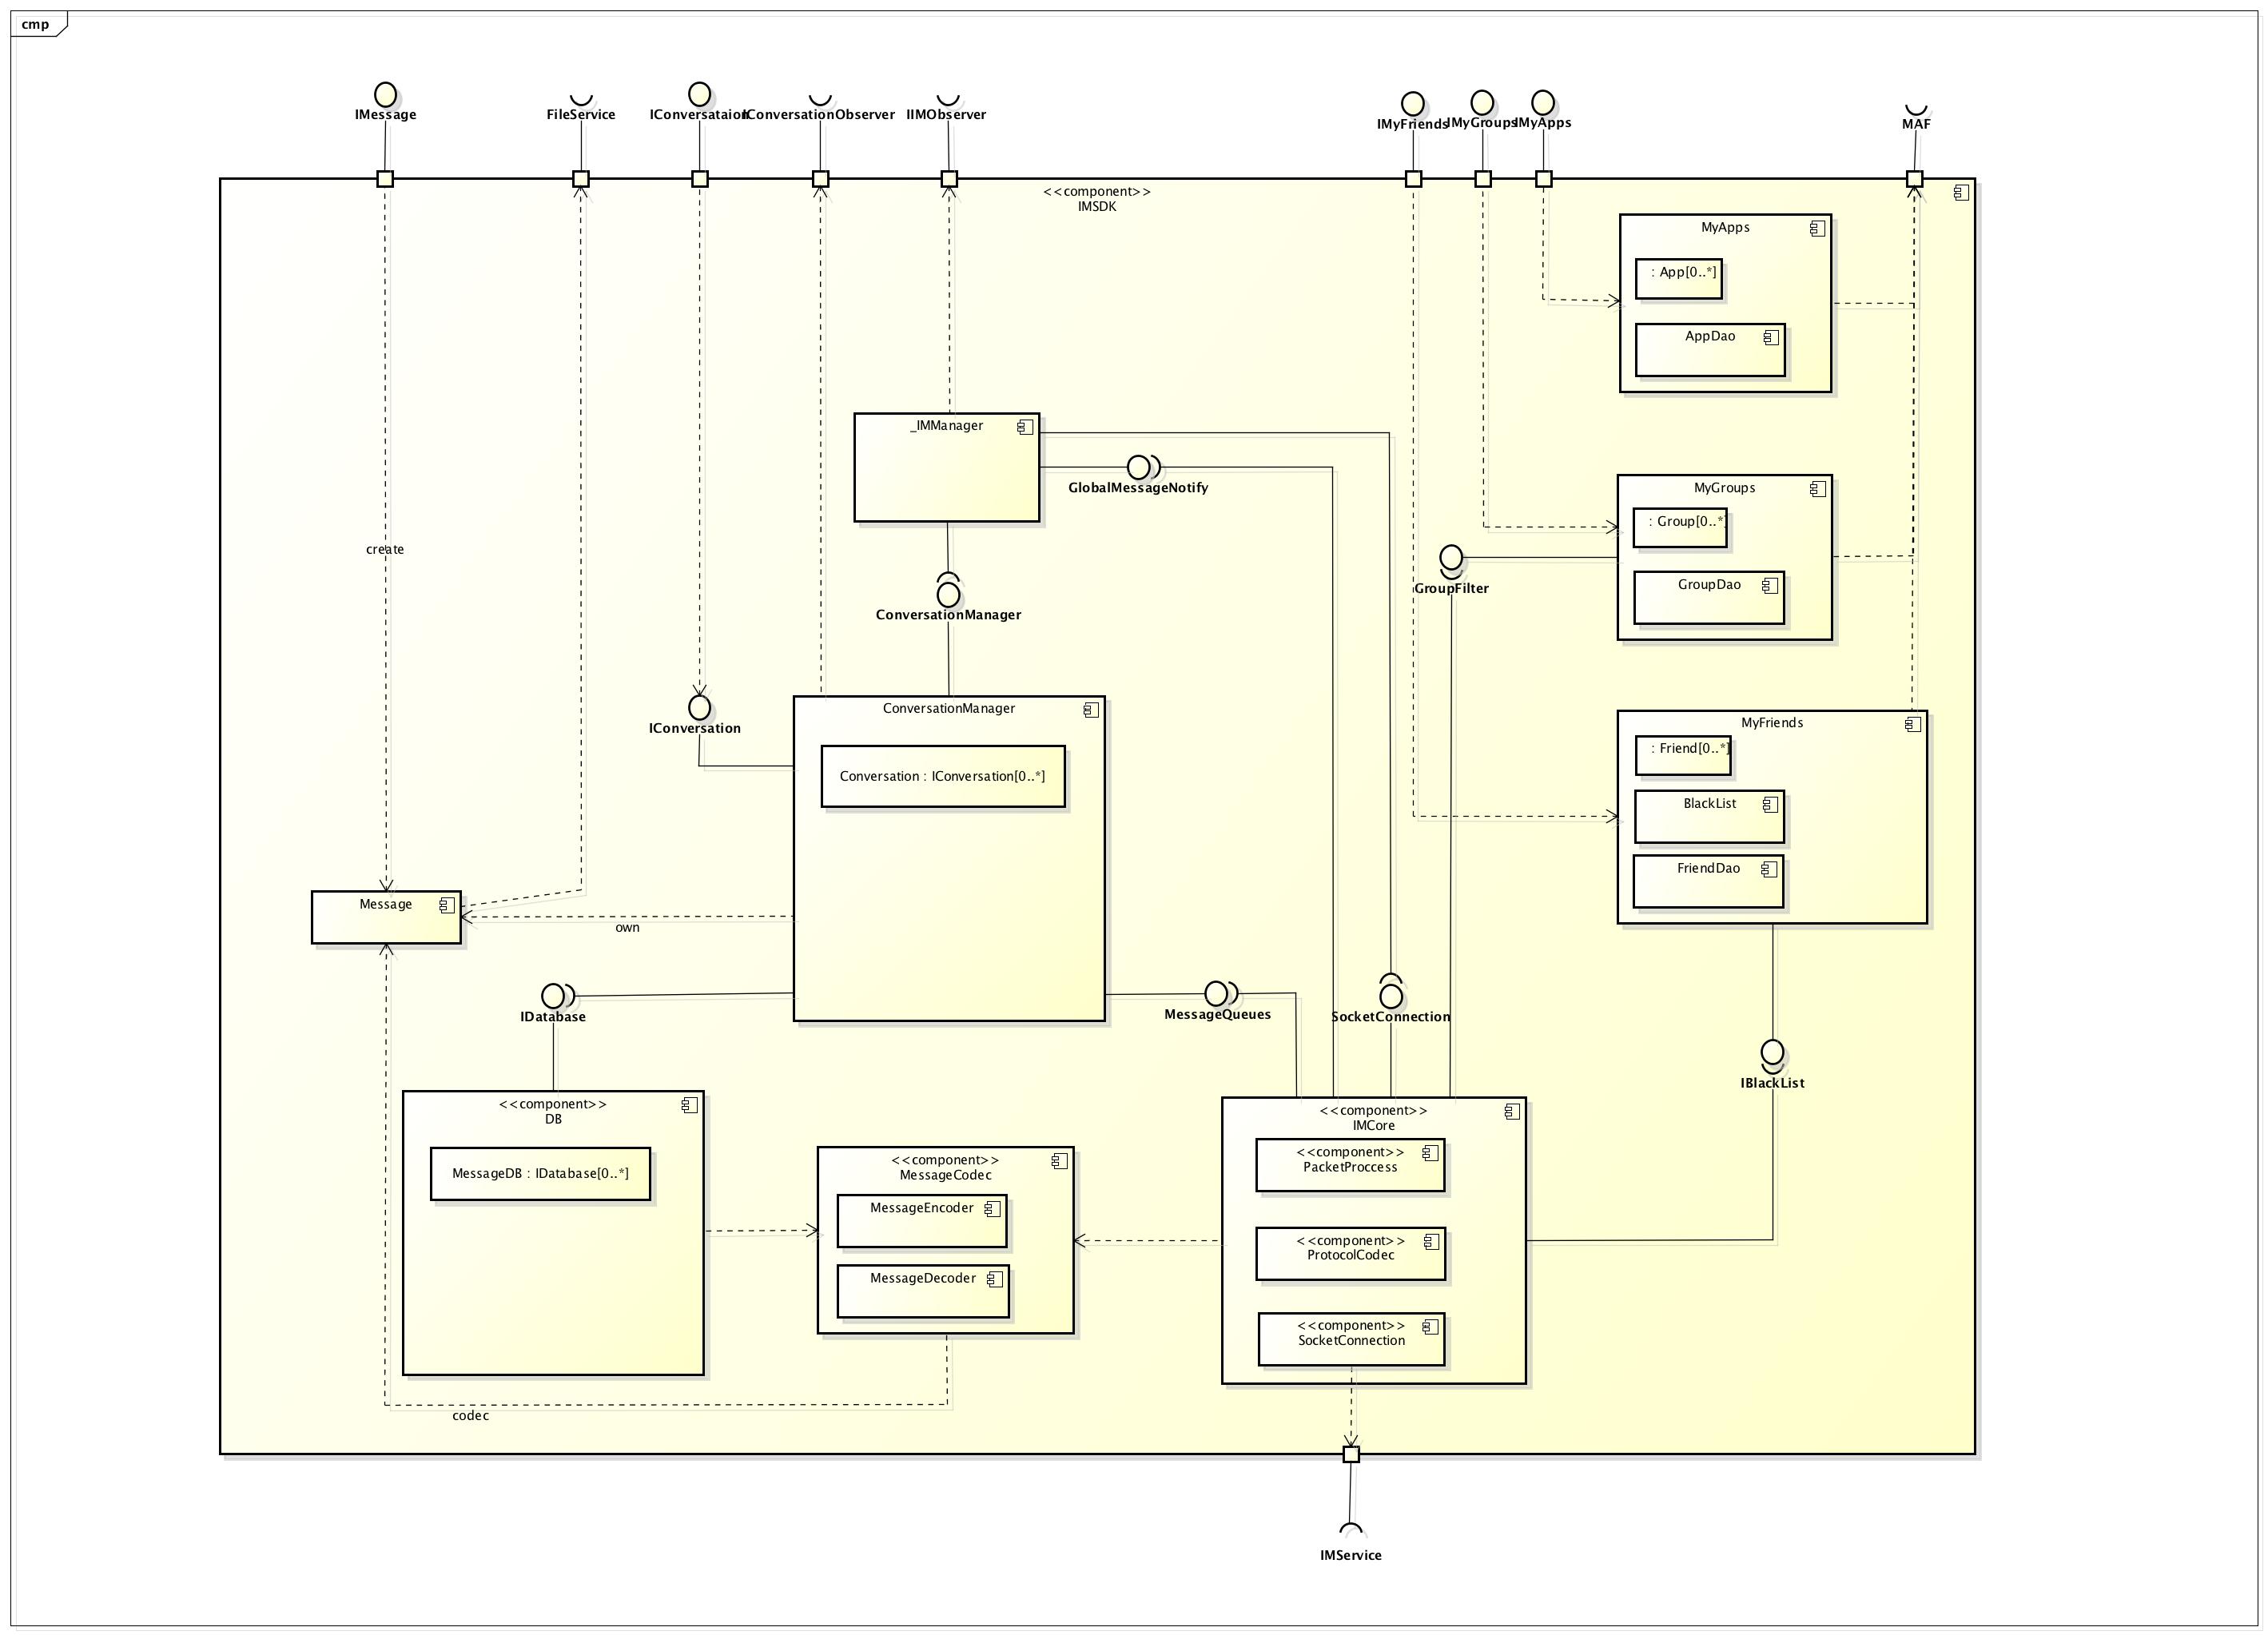 cmp
IMessage
FileService
IConversataion
IConversationObserver
IIMObserver
IMyFriends
IMyGroups
IMyApps
MAF
<<component>>
IMSDK
MyApps
: App[0..*]
AppDao
_IMManager
GlobalMessageNotify
MyGroups
: Group[0..*]
GroupDao
create
GroupFilter
ConversationManager
IConversation
ConversationManager
Conversation : IConversation[0..*]
MyFriends
: Friend[0..*]
BlackList
FriendDao
Message
own
IDatabase
MessageQueues
SocketConnection
IBlackList
<<component>>
DB
MessageDB : IDatabase[0..*]
<<component>>
MessageCodec
MessageEncoder
MessageDecoder
<<component>>
IMCore
<<component>>
PacketProccess
<<component>>
ProtocolCodec
<<component>>
SocketConnection
codec
IMService